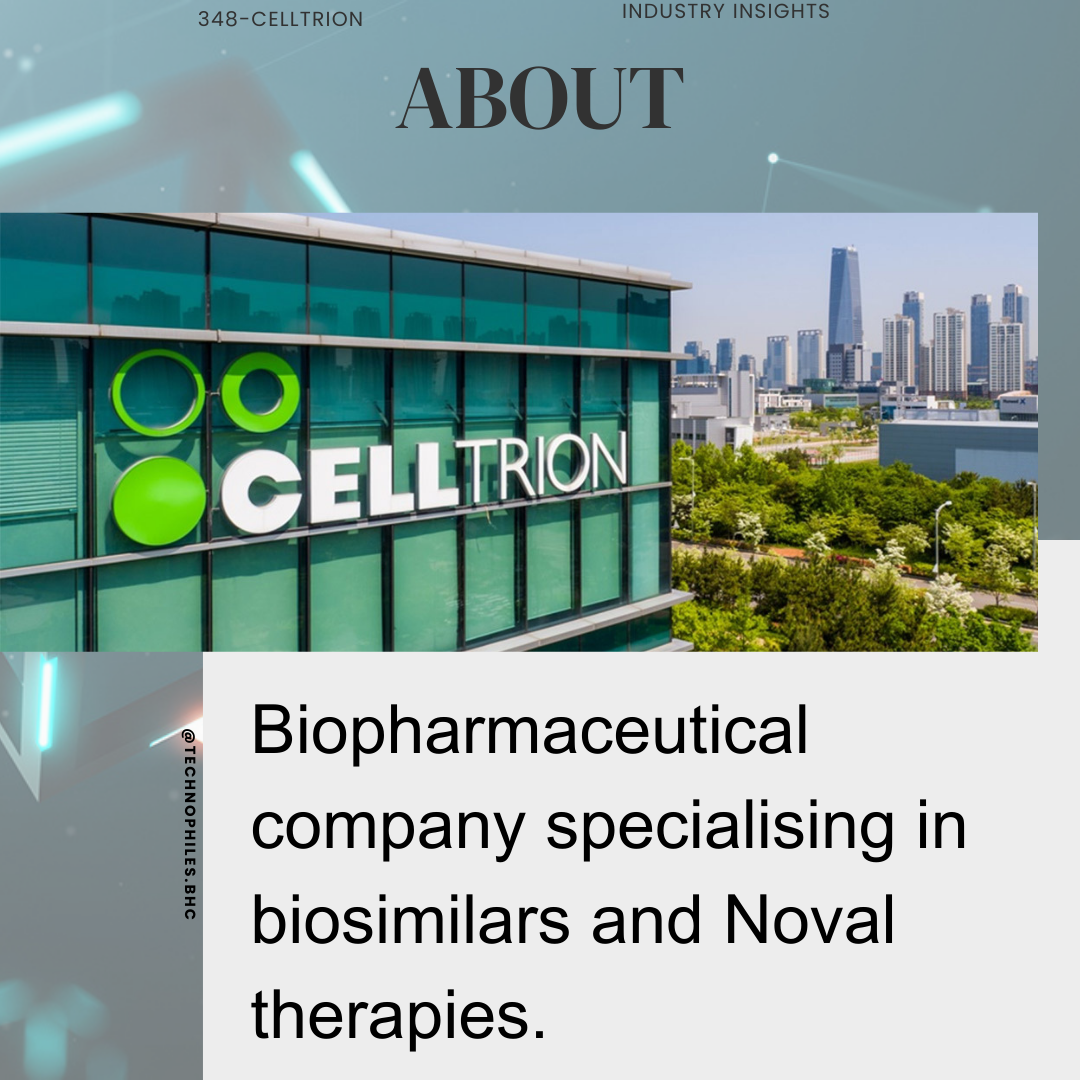 348-CELLTRION
INDUSTRY INSIGHTS
ABOUT
CELLTRION
@TECHNOPHILES.BHC
Biopharmaceutical
company specialising in
biosimilars and Noval
therapies.